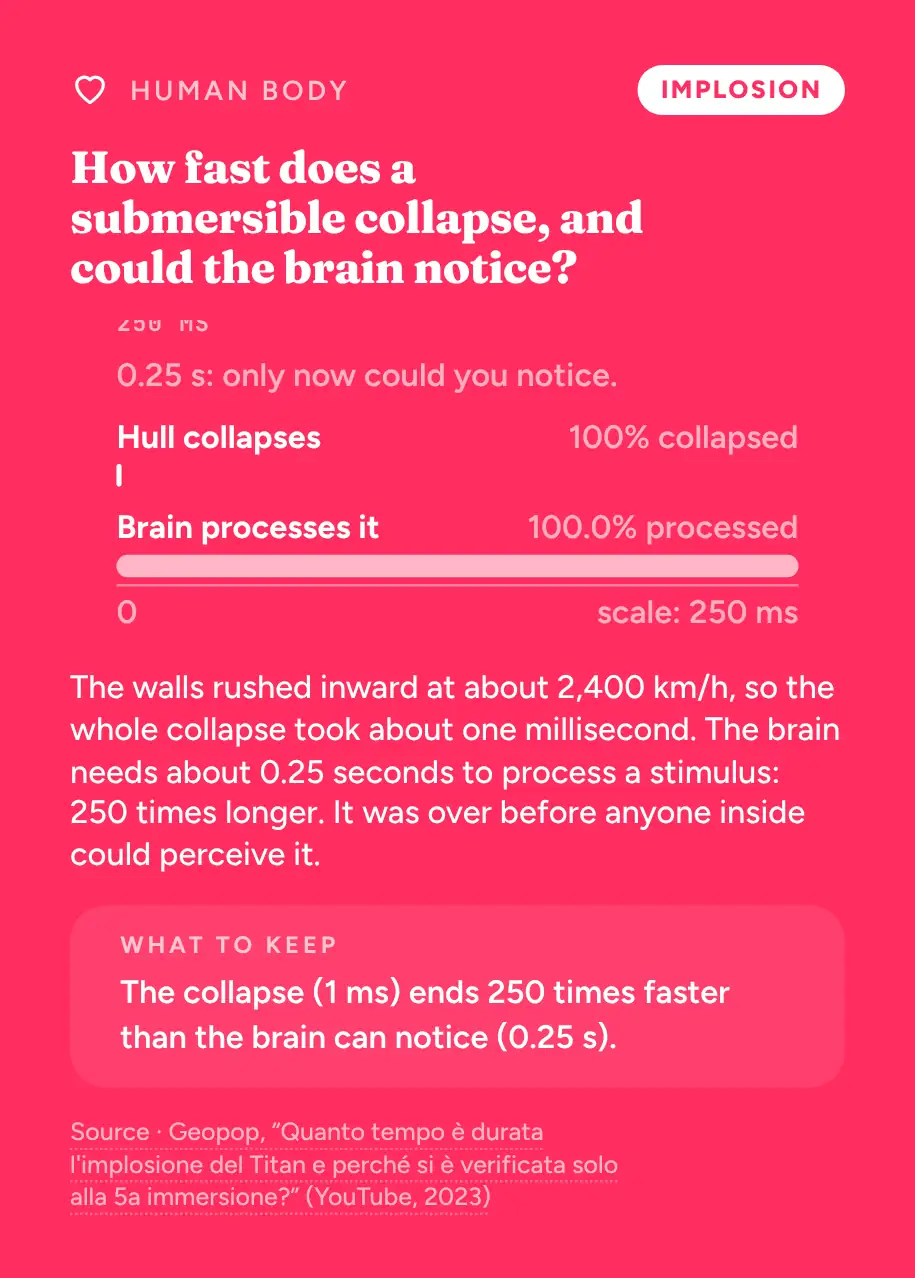 HUMAN BODY
IMPLOSION
How fast does a
submersible collapse, and
could the brain notice?
250 MS
0.25 s: only now could you notice.
Hull collapses
100% collapsed
Brain processes it
100.0% processed
0
scale: 250 ms
The walls rushed inward at about 2,400 km/h, so the
whole collapse took about one millisecond. The brain
needs about 0.25 seconds to process a stimulus:
250 times longer. It was over before anyone inside
could perceive it.
WHAT TO KEEP
The collapse (1 ms) ends 250 times faster
than the brain can notice (0.25 s).
Source · Geopop, “Quanto tempo è durata
l'implosione del Titan e perché si è verificata solo
alla 5a immersione?” (YouTube, 2023)